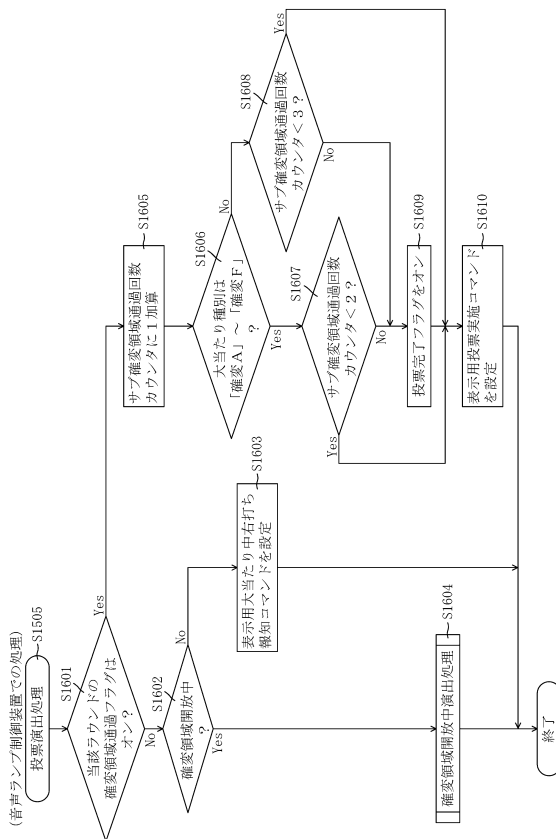 (音声ランプ制御装置での処理)
投票演出処理
S1505
S1601
当該ラウンドの
確変領域通過フラグは
オン?
Yes
No
S1602
確変領域開放中
?
No
Yes
S1603
表示用大当たり中右打ち
報知コマンドを設定
S1604
確変領域開放中演出処理
S1605
サブ確変領域通過回数
カウンタに1加算
S1606
大当たり種別は
「確変A」~「確変F」
?
No
Yes
S1607
サブ確変領域通過回数
カウンタ<2?
Yes
No
S1608
サブ確変領域通過回数
カウンタ<3?
Yes
No
S1609
投票完了フラグをオン
S1610
表示用投票実施コマンド
を設定
終了